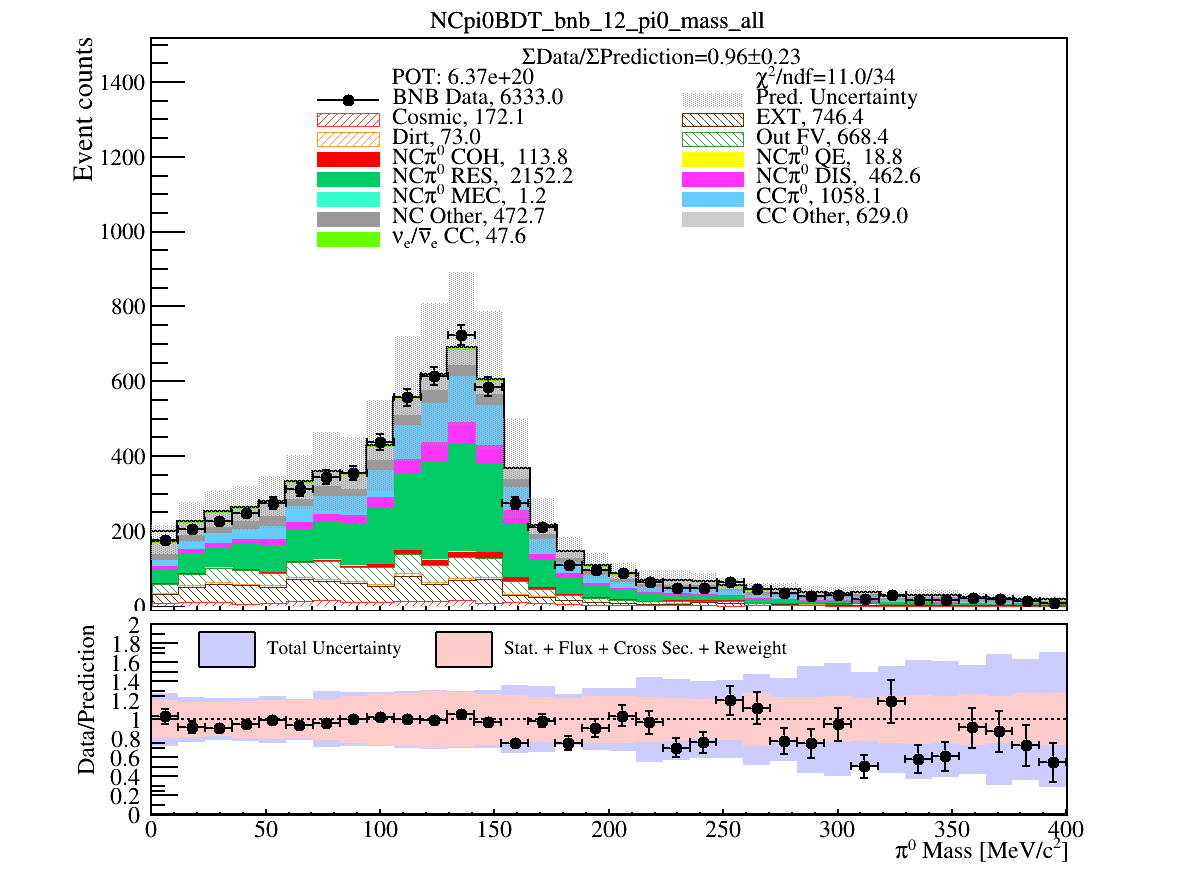 NCpi0BDT_bnb_12_pi0_mass_all
ΣData/ΣPrediction=0.96±0.23
POT: 6.37e+20 χ²/ndf=11.0/34
BNB Data, 6333.0 Pred. Uncertainty
Cosmic, 172.1 EXT, 746.4
Dirt, 73.0 Out FV, 668.4
NCπ⁰ COH, 113.8 NCπ⁰ QE, 18.8
NCπ⁰ RES, 2152.2 NCπ⁰ DIS, 462.6
NCπ⁰ MEC, 1.2 CCπ⁰, 1058.1
NC Other, 472.7 CC Other, 629.0
νₑ/ν̅ₑ CC, 47.6
Event counts
1400
1200
1000
800
600
400
200
0
Total Uncertainty Stat. + Flux + Cross Sec. + Reweight
Data/Prediction
2
1.8
1.6
1.4
1.2
1
0.8
0.6
0.4
0.2
0
0 50 100 150 200 250 300 350 400
π⁰ Mass [MeV/c²]